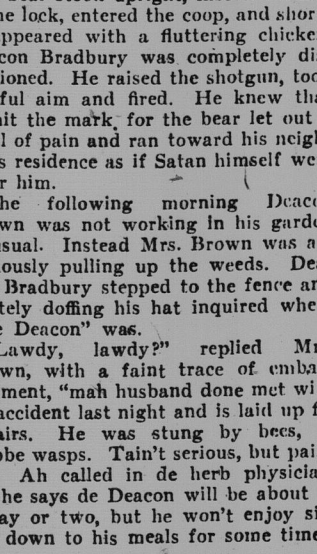 he lock, entered the coop, and shor
appeared with a fluttering chicke
con Bradbury was completely di
sioned. He raised the shotgun, too
ful aim and fired. He knew tha
hit the mark for the bear let out
l of pain and ran toward his neigh
s residence as if Satan himself we
r him.
he following morning Deaco
wn was not working in his garde
usual. Instead Mrs. Brown was a
ously pulling up the weeds. De
Bradbury stepped to the fence an
tely doffing his hat inquired whe
e Deacon" was.
Lawdy, lawdy?" replied Mr
wn, with a faint trace of emba
ment, "mah husband done met wi
accident last night and is laid up f
airs. He was stung by bees,
be wasps. Tain't serious, but pai
Ah called in de herb physicia
he says de Deacon will be about
ay or two, but he won't enjoy si
down to his meals for some time